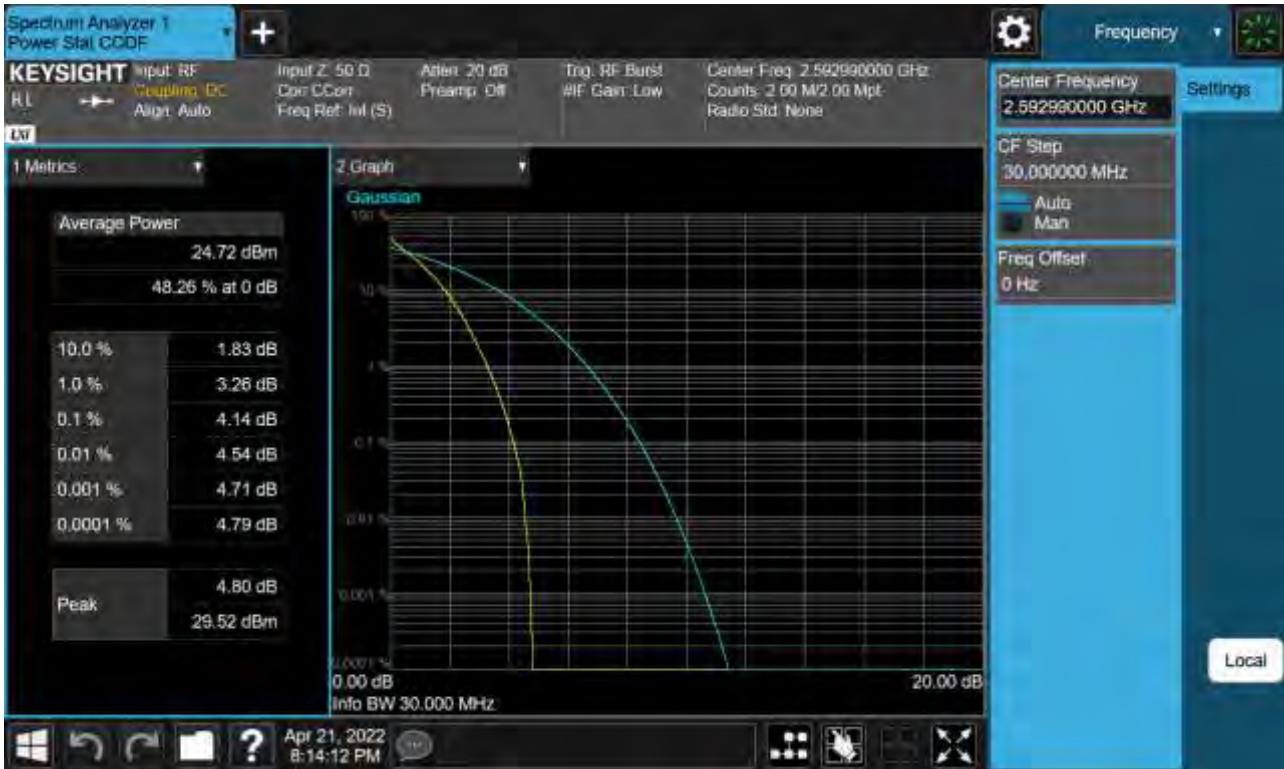 Spectrum Analyzer 1
Power Stat CCDF
Frequency
KEYSIGHT
RL
LXI
Input: RF
Coupling: DC
Align: Auto
Input Z: 50 Ω
Corr CCorr
Freq Ref: Int (S)
Atten: 20 dB
Preamp: Off
Trig: RF Burst
#IF Gain: Low
Center Freq: 2.592990000 GHz
Counts: 2.00 M/2.00 Mpt
Radio Std: None
Center Frequency
2.592990000 GHz
Settings
CF Step
30.000000 MHz
Auto
Man
Freq Offset
0 Hz
1 Metrics
Average Power
24.72 dBm
48.26 % at 0 dB
10.0 % 1.83 dB
1.0 % 3.26 dB
0.1 % 4.14 dB
0.01 % 4.54 dB
0.001 % 4.71 dB
0.0001 % 4.79 dB
Peak
4.80 dB
29.52 dBm
2 Graph
Gaussian
100 %
10 %
1 %
0.1 %
0.01 %
0.001 %
0.0001 %
0.00 dB
20.00 dB
Info BW 30.000 MHz
Local
?
Apr 21, 2022
8:14:12 PM